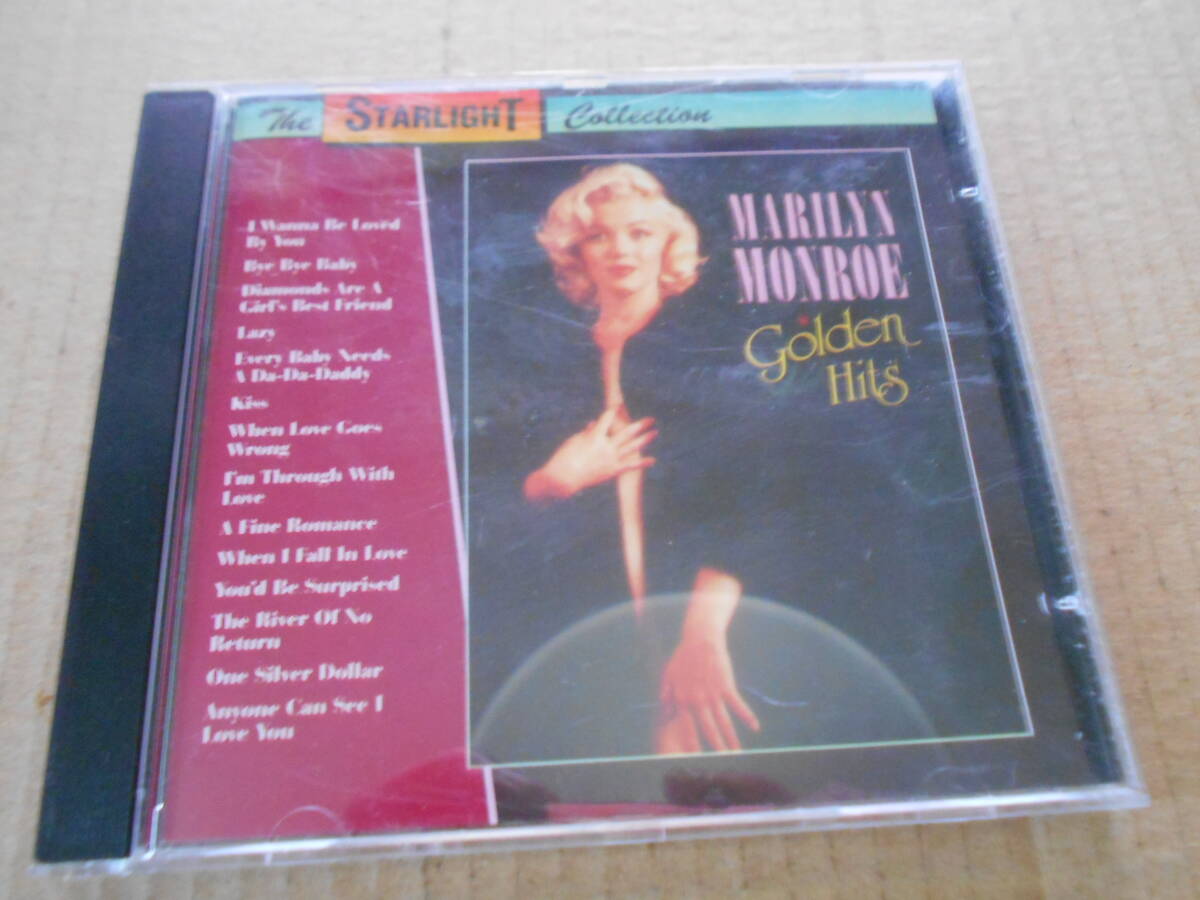 The STARLIGHT Collection
I Wanna Be Loved
By You
Bye Bye Baby
Diamonds Are A
Girl's Best Friend
Lazy
Every Baby Needs
A Da-Da-Daddy
Kiss
When Love Goes
Wrong
I'm Through With
Love
A Fine Romance
When I Fall In Love
You'd Be Surprised
The River Of No
Return
One Silver Dollar
Anyone Can See I
Love You
MARILYN
MONROE
Golden
Hits